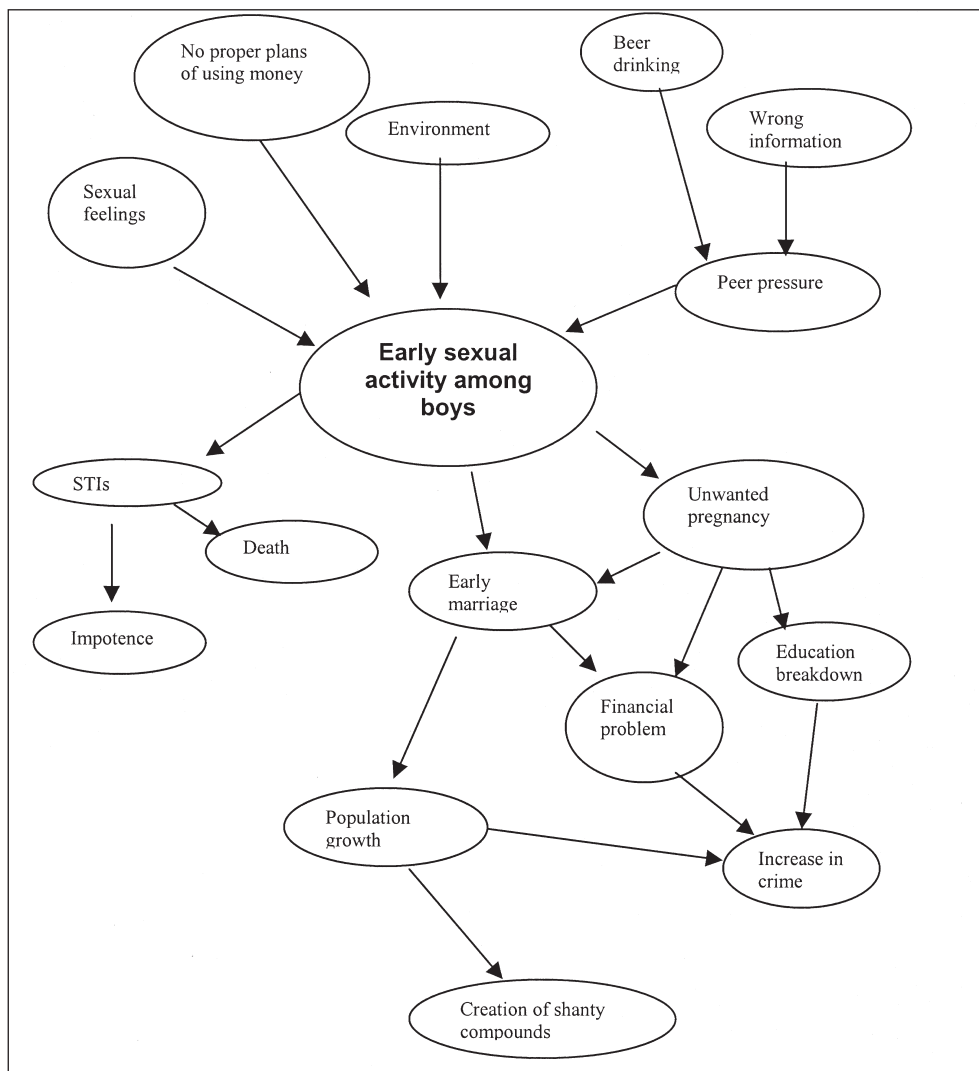 No proper plans
of using money
Beer
drinking
Environment
Wrong
information
Sexual
feelings
Peer pressure
Early sexual
activity among
boys
STIs
Unwanted
pregnancy
Death
Early
marriage
Impotence
Education
breakdown
Financial
problem
Population
growth
Increase in
crime
Creation of shanty
compounds